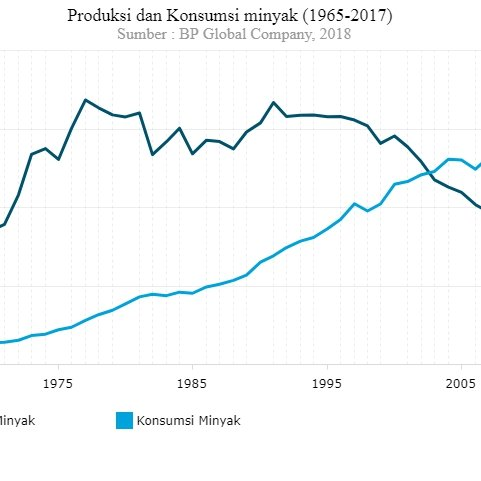 Produksi dan Konsumsi minyak (1965-2017)
Sumber : BP Global Company, 2018
1975 1985 1995 2005
Minyak Konsumsi Minyak